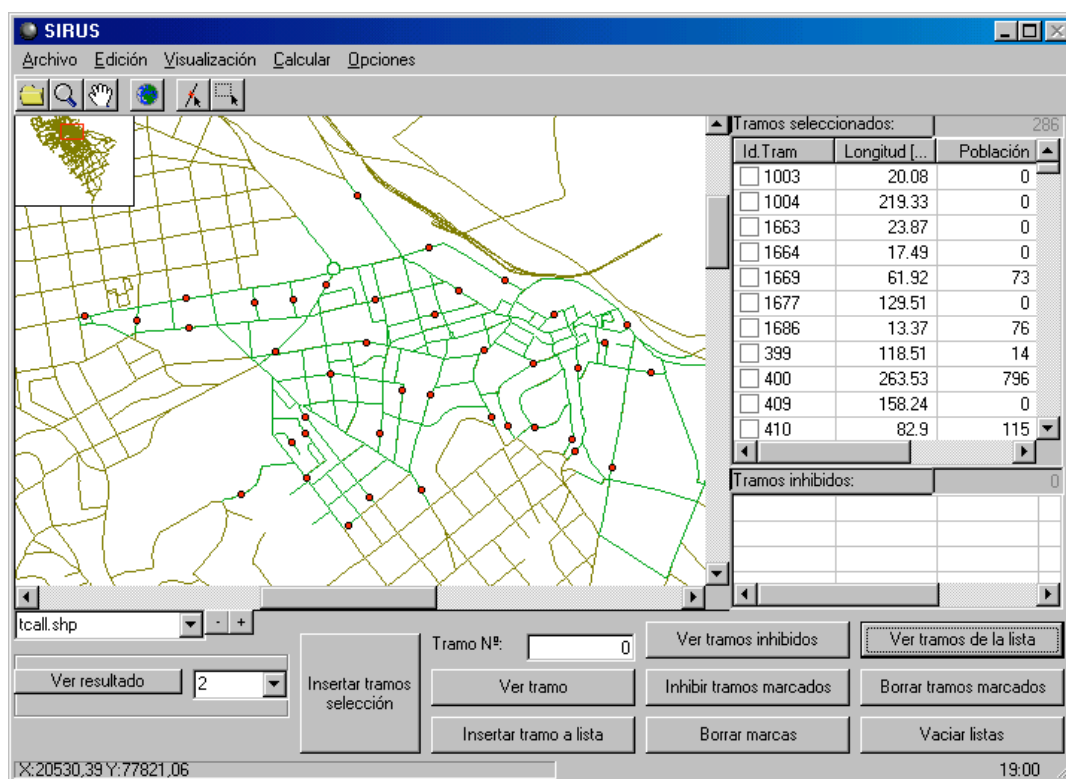 SIRUS
Archivo Edición Visualización Calcular Opciones
Tramos seleccionados: 286
Id.Tram Longitud [... Población
1003 20.08 0
1004 219.33 0
1663 23.87 0
1664 17.49 0
1669 61.92 73
1677 129.51 0
1686 13.37 76
399 118.51 14
400 263.53 796
409 158.24 0
410 82.9 115
Tramos inhibidos: 0
tcall.shp - +
Ver resultado 2
Insertar tramos selección
Tramo Nº: 0
Ver tramos inhibidos
Ver tramos de la lista
Ver tramo
Inhibir tramos marcados
Borrar tramos marcados
Insertar tramo a lista
Borrar marcas
Vaciar listas
X:20530,39 Y:77821,06 19:00